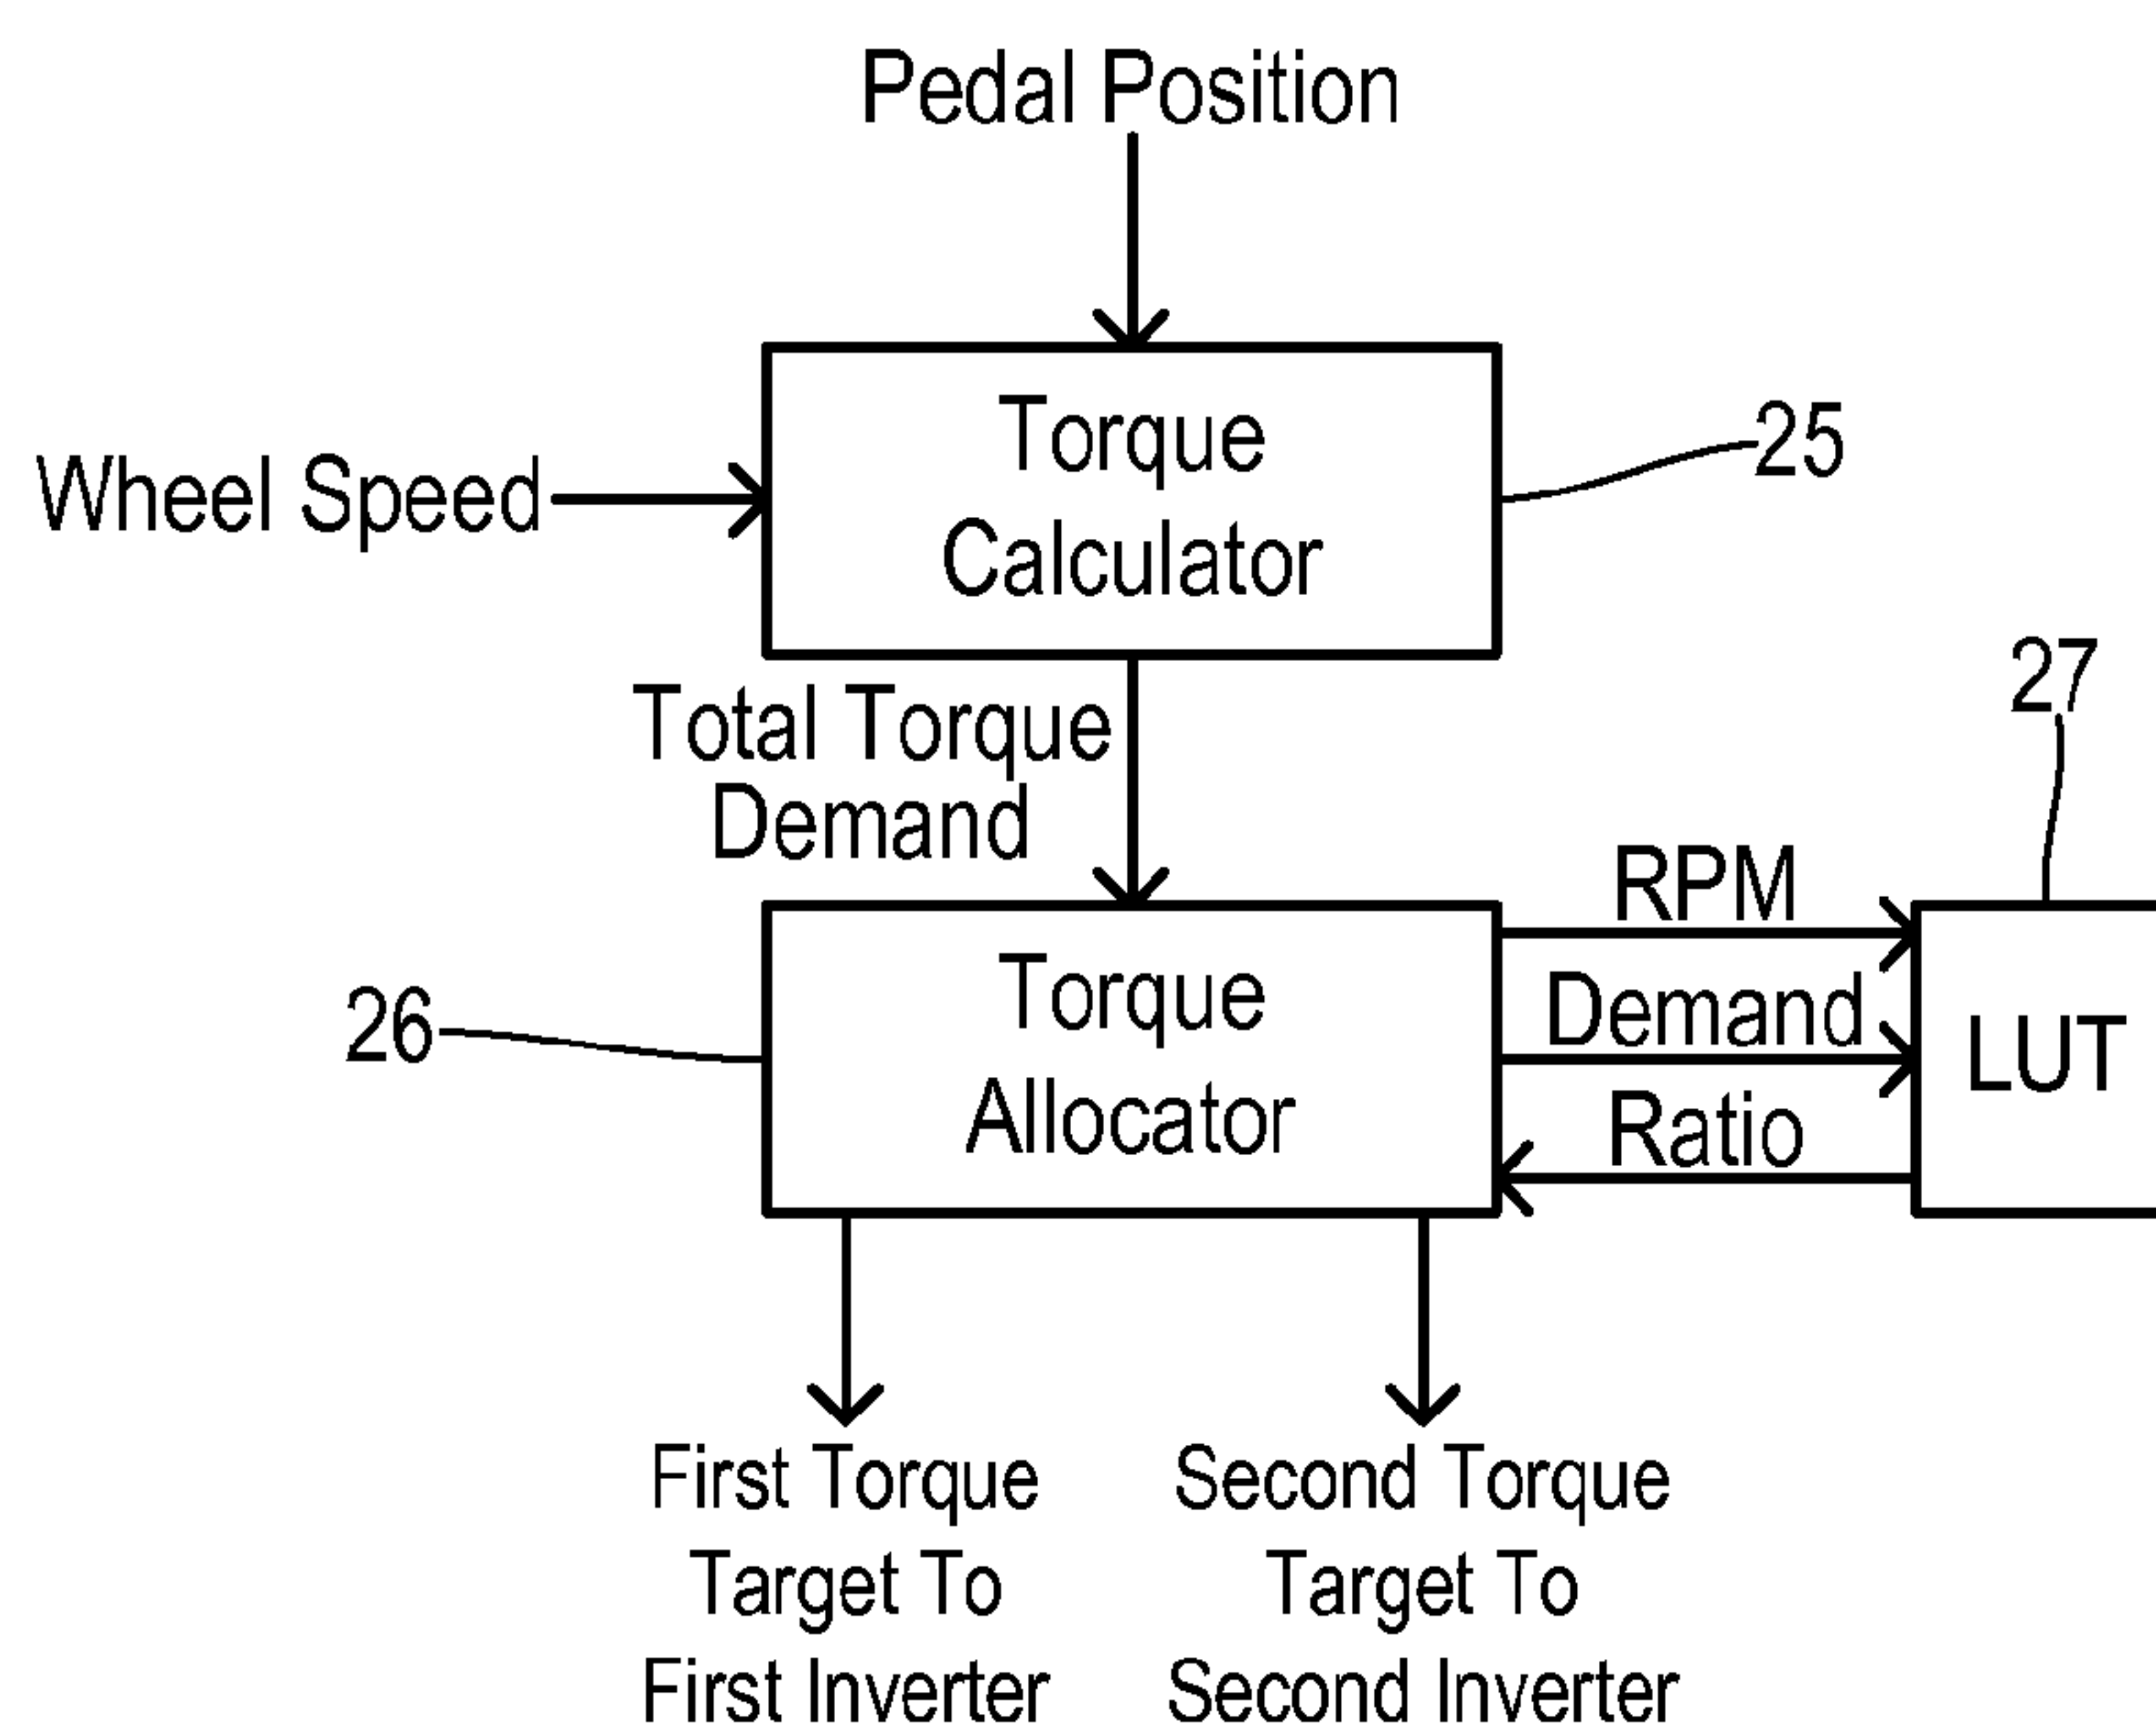 Pedal Position
Torque
Calculator
25
Wheel Speed
Total Torque
Demand
27
RPM
Demand
Ratio
LUT
Torque
Allocator
26
First Torque
Target To
First Inverter
Second Torque
Target To
Second Inverter